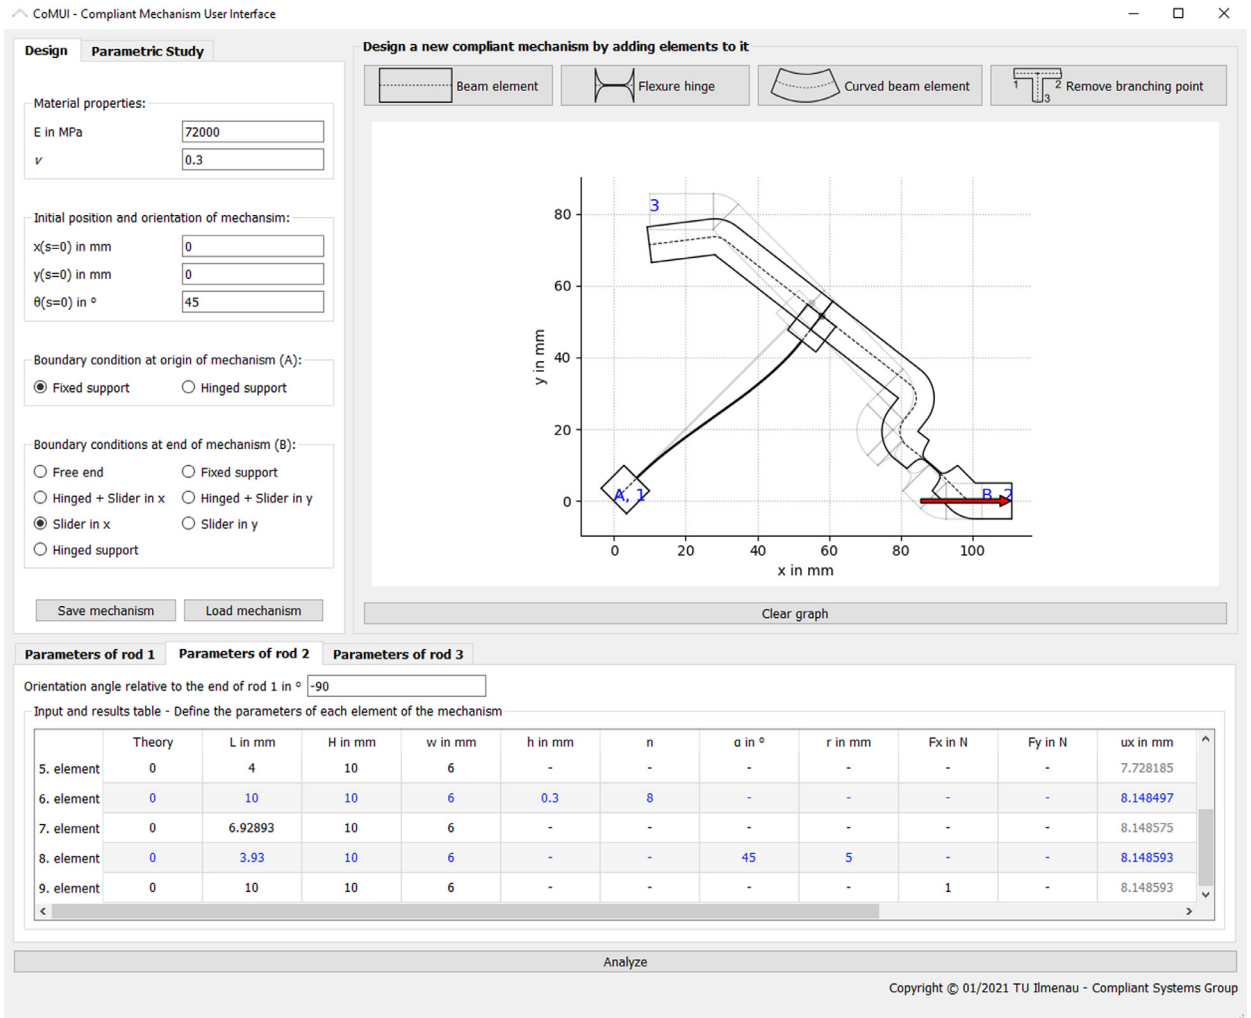 CoMUI - Compliant Mechanism User Interface
Design Parametric Study
Material properties:
E in MPa 72000
ν 0.3
Initial position and orientation of mechansim:
x(s=0) in mm 0
y(s=0) in mm 0
θ(s=0) in ° 45
Boundary condition at origin of mechanism (A):
Fixed support Hinged support
Boundary conditions at end of mechanism (B):
Free end Fixed support
Hinged + Slider in x Hinged + Slider in y
Slider in x Slider in y
Hinged support
Save mechanism Load mechanism
Design a new compliant mechanism by adding elements to it
Beam element Flexure hinge Curved beam element 1 2 3 Remove branching point
80
60
40
20
0
y in mm
3
A, 1
B, 2
0 20 40 60 80 100
x in mm
Clear graph
Parameters of rod 1 Parameters of rod 2 Parameters of rod 3
Orientation angle relative to the end of rod 1 in ° -90
Input and results table - Define the parameters of each element of the mechanism
Theory L in mm H in mm w in mm h in mm n α in ° r in mm Fx in N Fy in N ux in mm
5. element 0 4 10 6 - - - - - - 7.728185
6. element 0 10 10 6 0.3 8 - - - - 8.148497
7. element 0 6.92893 10 6 - - - - - - 8.148575
8. element 0 3.93 10 6 - - 45 5 - - 8.148593
9. element 0 10 10 6 - - - - 1 - 8.148593
Analyze
Copyright © 01/2021 TU Ilmenau - Compliant Systems Group